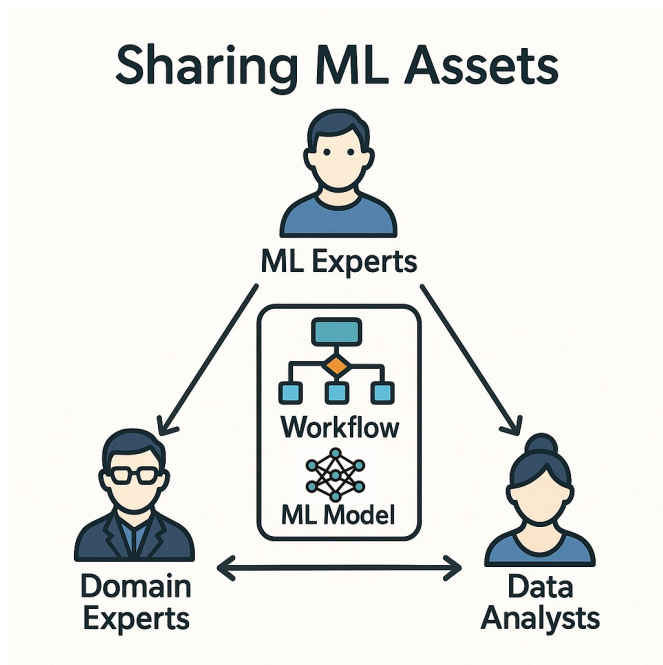 Sharing ML Assets
ML Experts
Workflow
ML Model
Domain
Experts
Data
Analysts